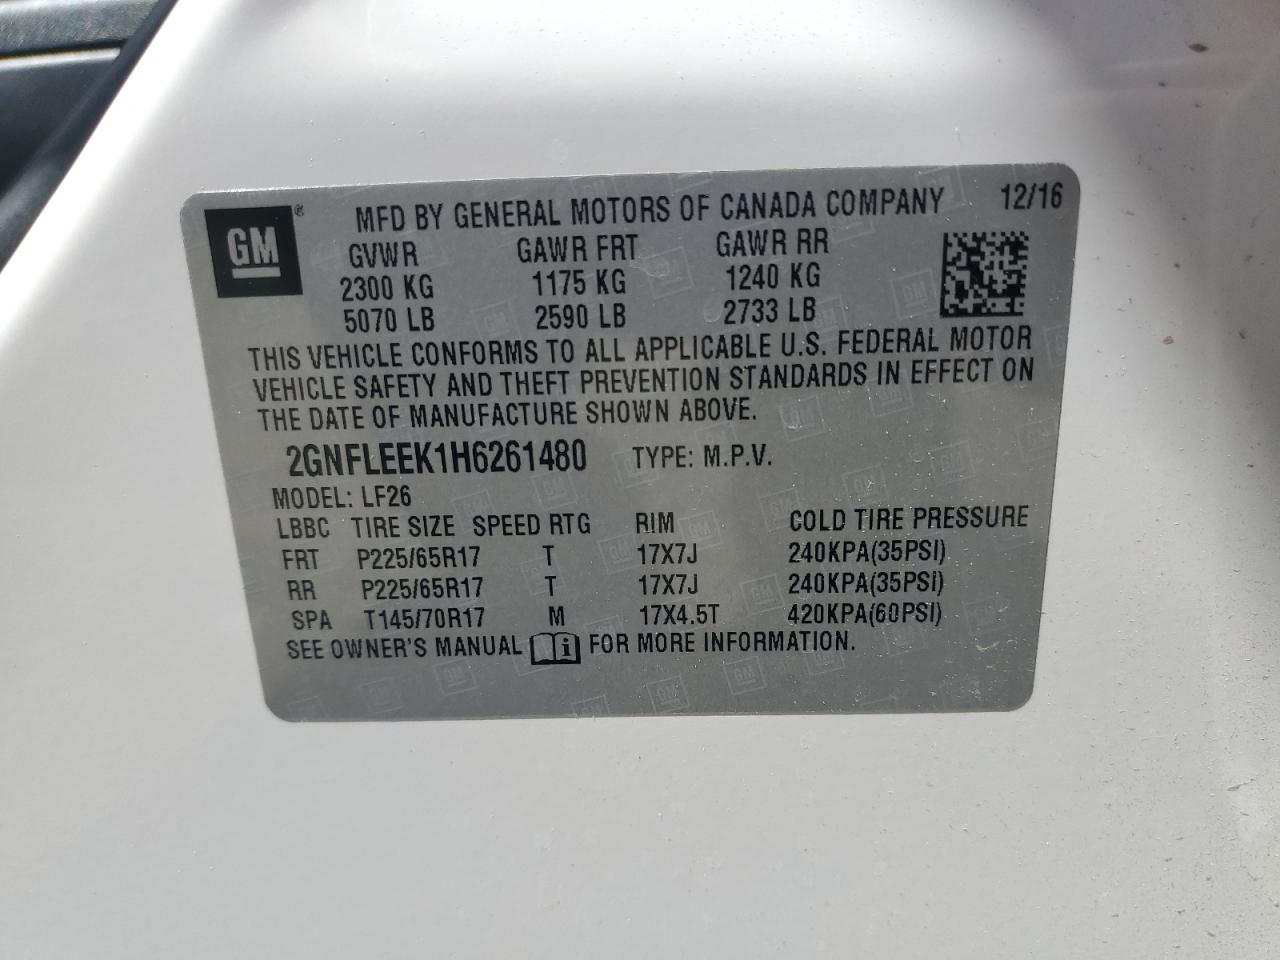 GM ® MFD BY GENERAL MOTORS OF CANADA COMPANY 12/16
GVWR GAWR FRT GAWR RR
2300 KG 1175 KG 1240 KG
5070 LB 2590 LB 2733 LB
THIS VEHICLE CONFORMS TO ALL APPLICABLE U.S. FEDERAL MOTOR
VEHICLE SAFETY AND THEFT PREVENTION STANDARDS IN EFFECT ON
THE DATE OF MANUFACTURE SHOWN ABOVE.
2GNFLEEK1H6261480 TYPE: M.P.V.
MODEL: LF26
LBBC TIRE SIZE SPEED RTG RIM COLD TIRE PRESSURE
FRT P225/65R17 T 17X7J 240KPA(35PSI)
RR P225/65R17 T 17X7J 240KPA(35PSI)
SPA T145/70R17 M 17X4.5T 420KPA(60PSI)
SEE OWNER'S MANUAL i FOR MORE INFORMATION.